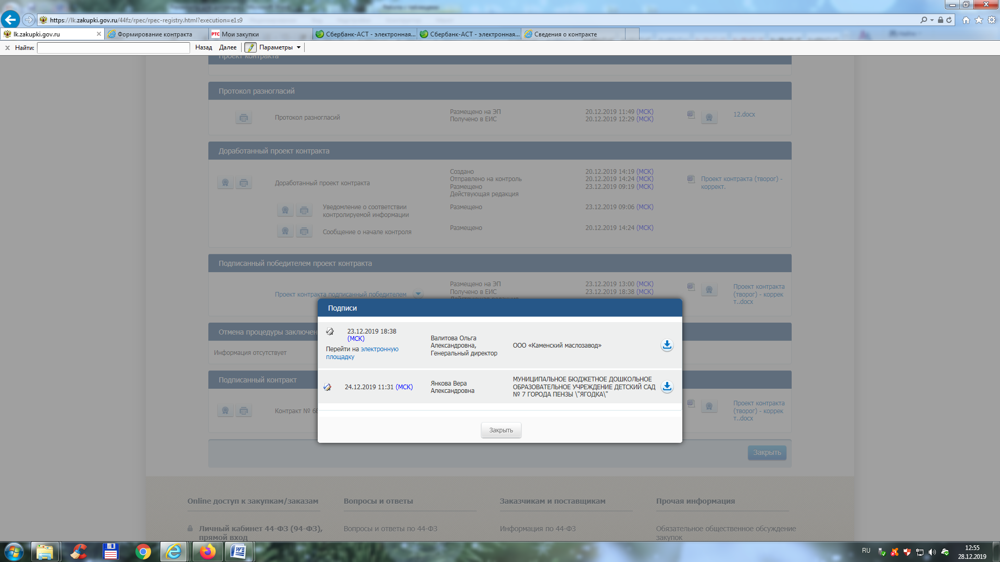 https://lk.zakupki.gov.ru/44fz/rpec/rpec-registry.html?execution=e1s9
lk.zakupki.gov.ru
Формирование контракта
РТС Мои закупки
Сбербанк-АСТ - электронная...
Сбербанк-АСТ - электронная...
Сведения о контракте
Найти:
Назад
Далее
Параметры
Проект контракта
Протокол разногласий
Протокол разногласий
Размещено на ЭП
20.12.2019 11:49 (МСК)
Получено в ЕИС
20.12.2019 12:29 (МСК)
12.docx
Доработанный проект контракта
Доработанный проект контракта
Создано
20.12.2019 14:19 (МСК)
Отправлено на контроль
20.12.2019 14:24 (МСК)
Размещено
23.12.2019 09:19 (МСК)
Действующая редакция
Проект контракта (творог) -
коррект.
Уведомление о соответствии
контролируемой информации
Размещено
23.12.2019 09:06 (МСК)
Сообщение о начале контроля
Размещено
20.12.2019 14:24 (МСК)
Подписанный победителем проект контракта
Проект контракта подписанный победителем
Размещено на ЭП
23.12.2019 13:00 (МСК)
Получено в ЕИС
23.12.2019 18:38 (МСК)
Проект контракта
(творог) - коррек
т..docx
Подписи
23.12.2019 18:38
(МСК)
Перейти на электронную
площадку
Валитова Ольга
Александровна,
Генеральный директор
ООО «Каменский маслозавод»
24.12.2019 11:31 (МСК)
Янкова Вера
Александровна
МУНИЦИПАЛЬНОЕ БЮДЖЕТНОЕ ДОШКОЛЬНОЕ
ОБРАЗОВАТЕЛЬНОЕ УЧРЕЖДЕНИЕ ДЕТСКИЙ САД
№ 7 ГОРОДА ПЕНЗЫ \"ЯГОДКА\"
Закрыть
Отмена процедуры заключен
Информация отсутствует
Подписанный контракт
Контракт № 68
Проект контракта
(творог) - коррек
т..docx
Закрыть
Online доступ к закупкам/заказам
Вопросы и ответы
Заказчикам и поставщикам
Прочая информация
Личный кабинет 44-ФЗ (94-ФЗ),
прямой вход
Вопросы и ответы по 44-ФЗ
Информация по 44-ФЗ
Обязательное общественное обсуждение
закупок
RU
12:55
28.12.2019